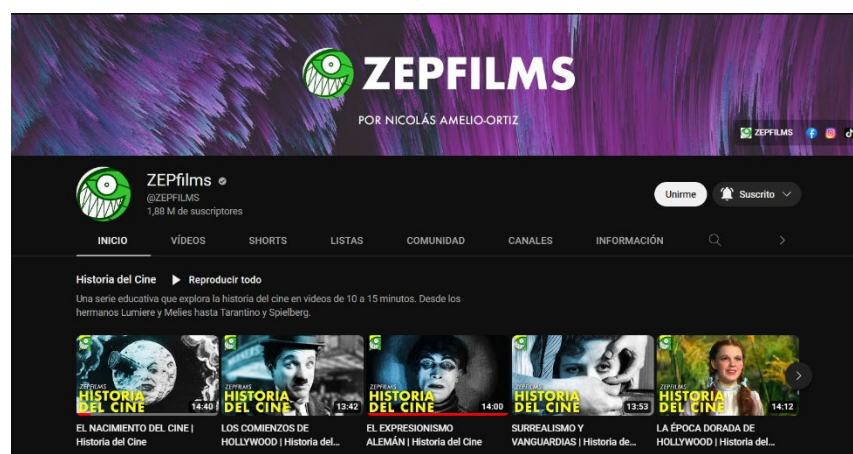 ZEPFILMS
POR NICOLÁS AMELIO-ORTIZ
ZEPFILMS
ZEPfilms
@ZEPFILMS
1,88 M de suscriptores
Unirme
Suscrito
INICIO VÍDEOS SHORTS LISTAS COMUNIDAD CANALES INFORMACIÓN
Historia del Cine Reproducir todo
Una serie educativa que explora la historia del cine en videos de 10 a 15 minutos. Desde los
hermanos Lumiere y Melies hasta Tarantino y Spielberg.
ZEPFILMS
HISTORIA
DEL CINE
14:40
EL NACIMIENTO DEL CINE |
Historia del Cine
ZEPFILMS
HISTORIA
DEL CINE
13:42
LOS COMIENZOS DE
HOLLYWOOD | Historia del...
ZEPFILMS
HISTORIA
DEL CINE
14:00
EL EXPRESIONISMO
ALEMÁN | Historia del Cine
ZEPFILMS
HISTORIA
DEL CINE
13:53
SURREALISMO Y
VANGUARDIAS | Historia de...
ZEPFILMS
HISTORIA
DEL CINE
14:12
LA ÉPOCA DORADA DE
HOLLYWOOD | Historia del...